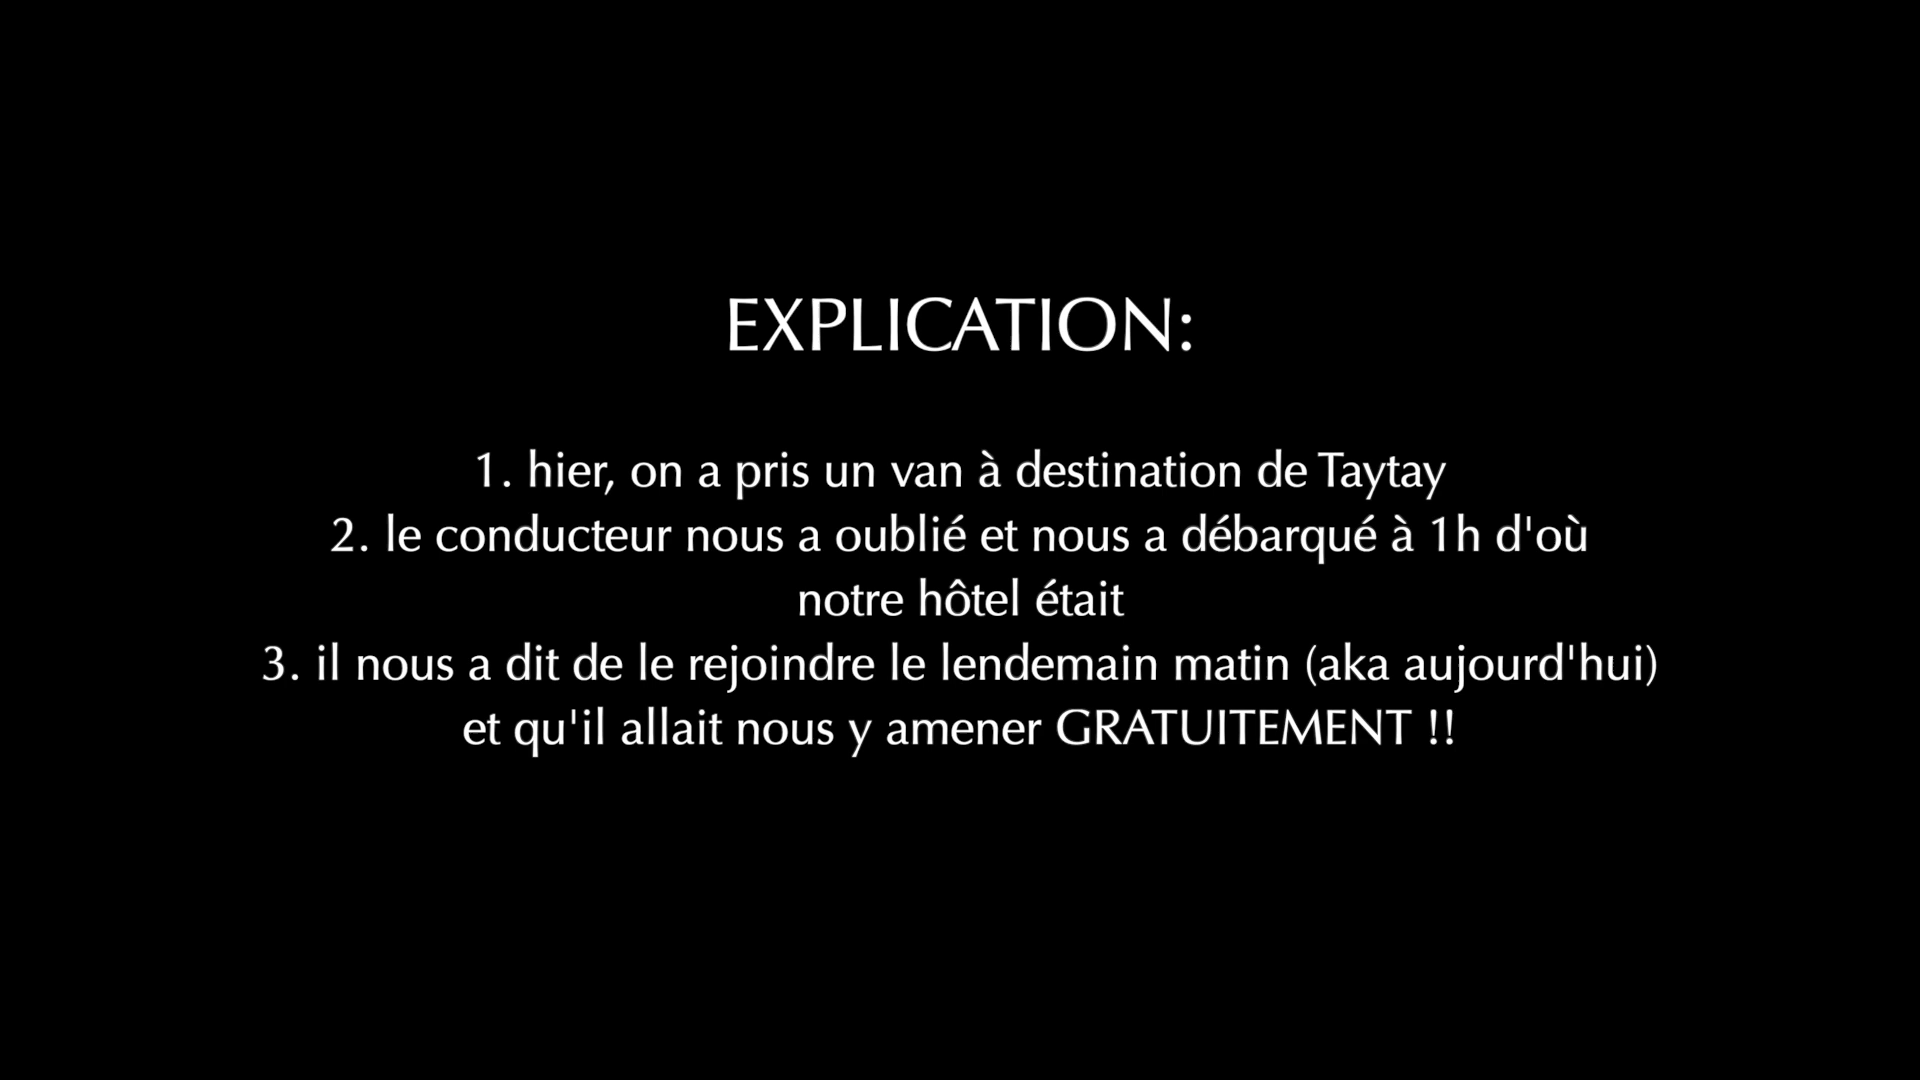 EXPLICATION:
1. hier, on a pris un van à destination de Taytay
2. le conducteur nous a oublié et nous a débarqué à 1h d'où
notre hôtel était
3. il nous a dit de le rejoindre le lendemain matin (aka aujourd'hui)
et qu'il allait nous y amener GRATUITEMENT !!